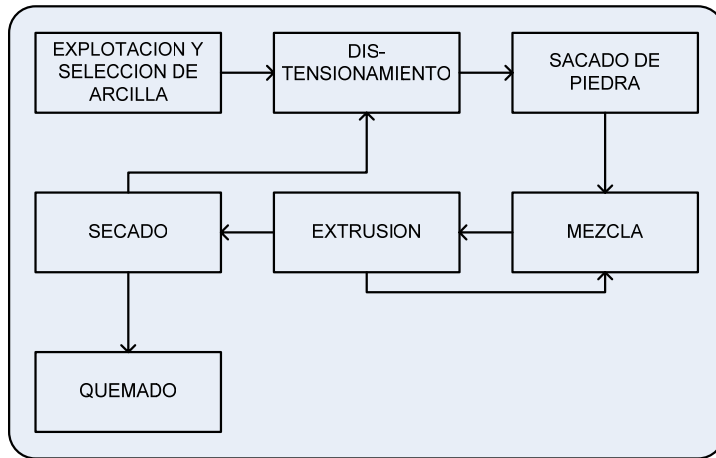 EXPLOTACION Y
SELECCION DE
ARCILLA
DIS-
TENSIONAMIENTO
SACADO DE
PIEDRA
SECADO
EXTRUSION
MEZCLA
QUEMADO